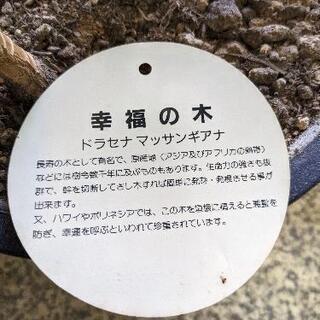 幸福の木
ドラセナ マッサンギアナ
長寿の木として有名で、原産地（アジア及びアフリカの熱帯）
などには樹令数千年に及ぶものもあります。生命力の強さも抜
群で、幹を切断してさし木すれば簡単に発芽・発根させる事が
出来ます。
又、ハワイやポリネシアでは、この木を玄関に植えると悪魔を
防ぎ、幸運を呼ぶといわれて珍重されています。